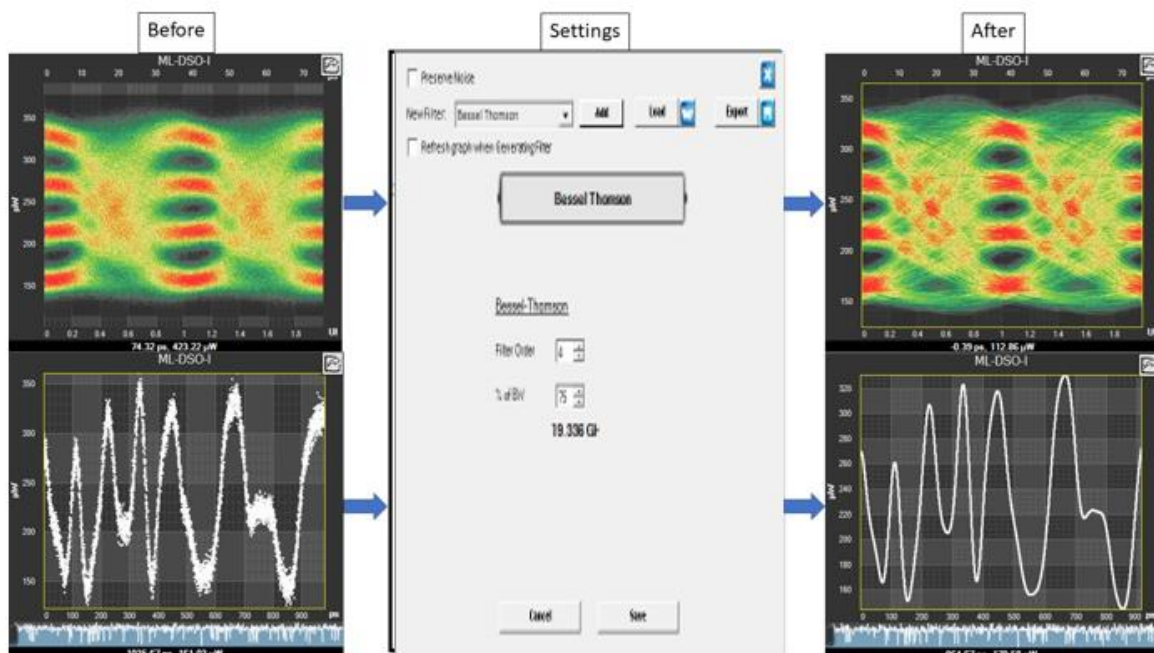 Before
Settings
After
ML-DSO-I
0 10 20 30 40 50 60 70
350
300
250
200
150
0 0.2 0.4 0.6 0.8 1 1.2 1.4 1.6 1.8 UI
74.32 ps, 423.22 µW
ML-DSO-I
350
300
250
200
150
0 100 200 300 400 500 600 700 800 900 ps
Preserve Noise
New Filter: Bessel Thomson Add Load Export
Refresh graph when Generating Filter
Bessel Thomson
Bessel-Thomson
Filter Order 4
% of BW 75
19.336 GH
Cancel Save
ML-DSO-I
0 10 20 30 40 50 60 70
350
300
250
200
150
0 0.2 0.4 0.6 0.8 1 1.2 1.4 1.6 1.8 UI
-0.39 ps, 112.86 µW
ML-DSO-I
320
300
280
260
240
220
200
180
160
0 100 200 300 400 500 600 700 800 900 ps